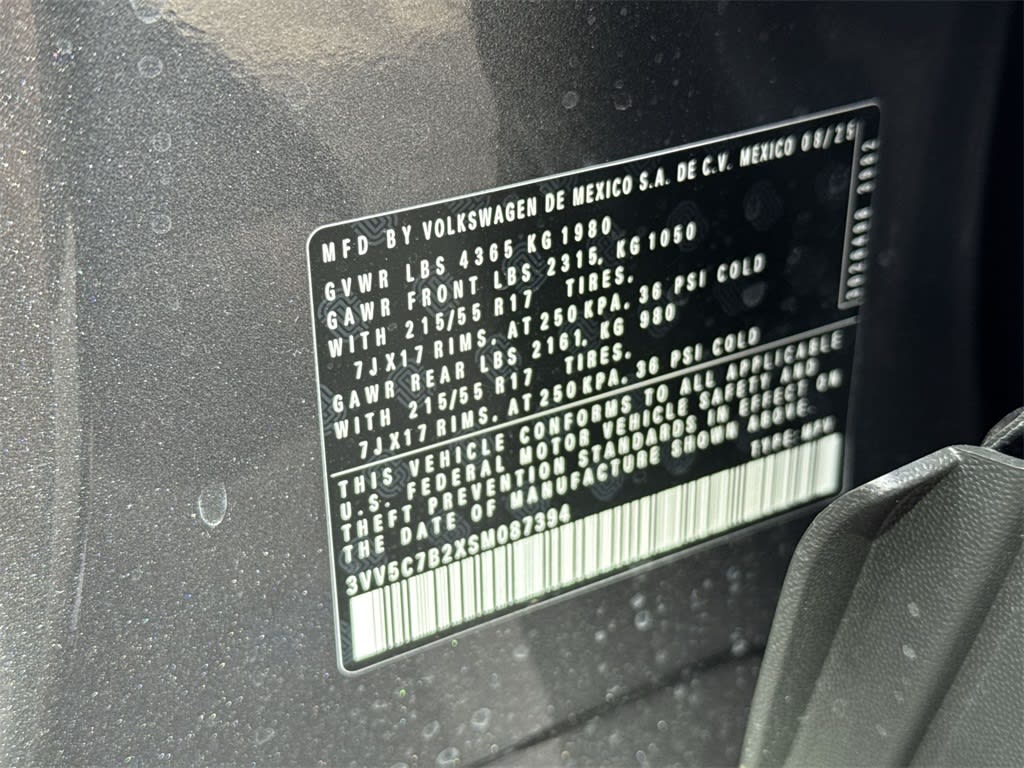 MFD BY VOLKSWAGEN DE MEXICO S.A. DE C.V. MEXICO 08/25
GVWR LBS 4365 KG 1980
GAWR FRONT LBS 2315, KG 1050
WITH 215/55 R17 TIRES,
7JX17 RIMS, AT 250 KPA, 36 PSI COLD
GAWR REAR LBS 2161, KG 980
WITH 215/55 R17 TIRES,
7JX17 RIMS, AT 250 KPA, 36 PSI COLD
THIS VEHICLE CONFORMS TO ALL APPLICABLE
U.S. FEDERAL MOTOR VEHICLE SAFETY AND
THEFT PREVENTION STANDARDS IN EFFECT ON
THE DATE OF MANUFACTURE SHOWN ABOVE.
3VV5C7B2XSM087394
TYPE: MPV